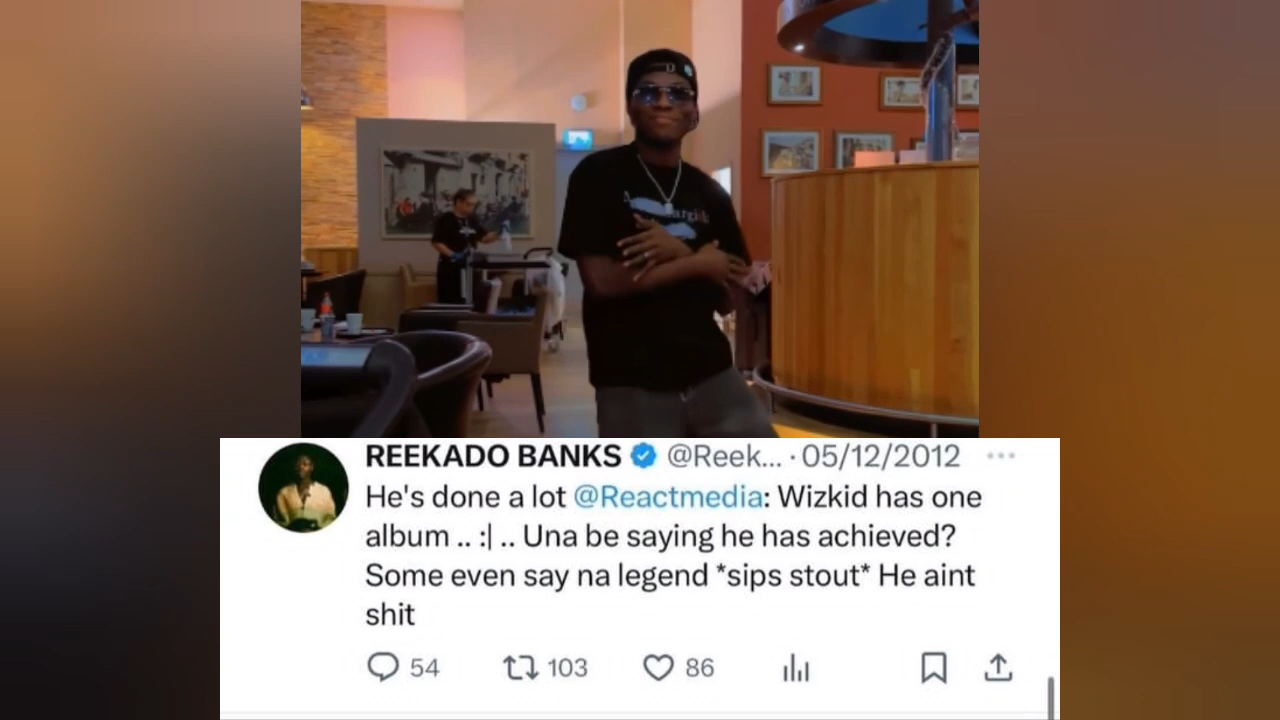 REEKADO BANKS @Reek... · 05/12/2012 ...
He's done a lot @Reactmedia: Wizkid has one
album .. :| .. Una be saying he has achieved?
Some even say na legend *sips stout* He aint
shit
54 103 86